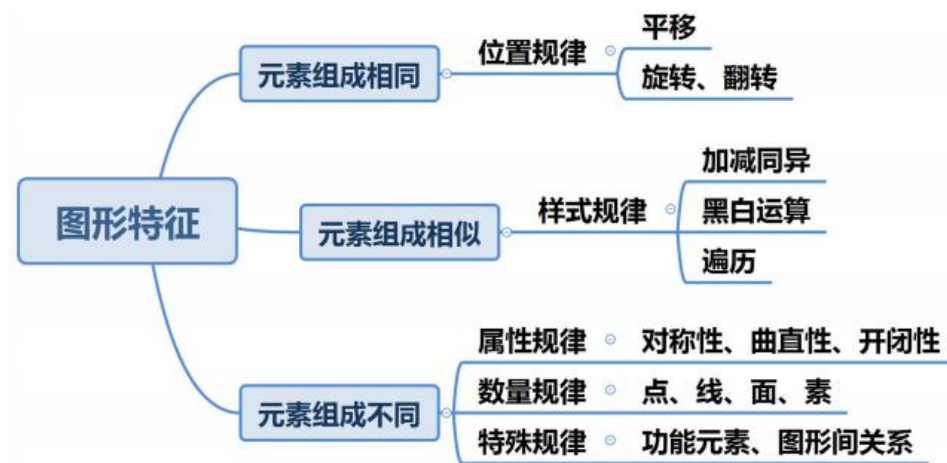 图形特征
元素组成相同
位置规律
平移
旋转、翻转
元素组成相似
样式规律
加减同异
黑白运算
遍历
元素组成不同
属性规律
对称性、曲直性、开闭性
数量规律
点、线、面、素
特殊规律
功能元素、图形间关系